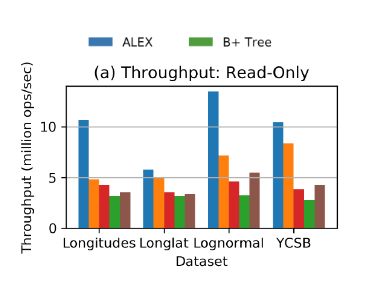 ALEX B+ Tree
(a) Throughput: Read-Only
Throughput (million ops/sec)
10
5
0
Longitudes Longlat Lognormal YCSB
Dataset